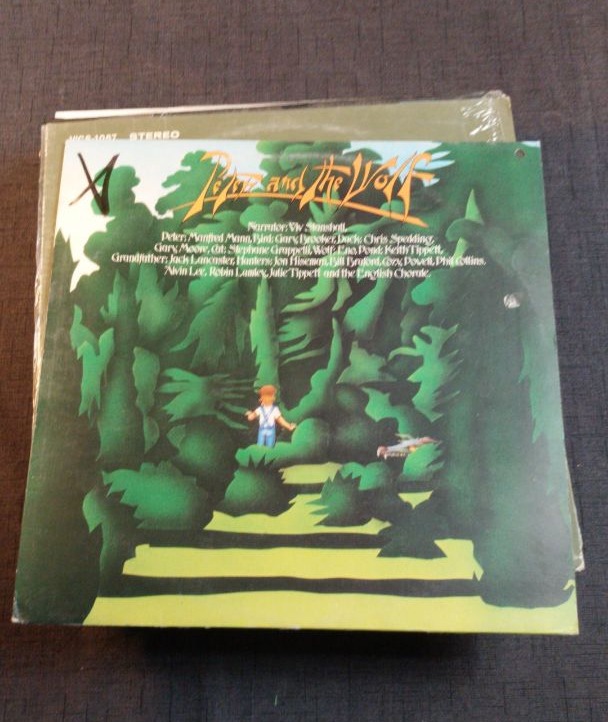 VICS-1087 STEREO
Peter and the Wolf
Narrator: Viv Stanshall,
Peter: Manfred Mann, Bird: Gary, Brooker, Duck: Chris Spedding,
Gary, Moore, Cat: Stephane Grappelli, Wolf: Eno, Pond: Keith Tippett,
Grandfather: Jack Lancaster, Hunters: Jon Hiseman, Bill Bruford, Cozy, Powell, Phil Collins,
Alvin Lee, Robin Lumley, Julie Tippett and the English Chorale.